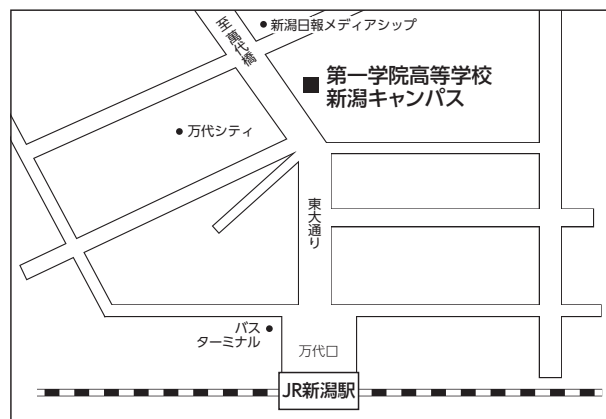 新潟日報メディアシップ
至萬代橋
第一学院高等学校
新潟キャンパス
万代シティ
東大通り
バス
ターミナル
万代口
JR新潟駅